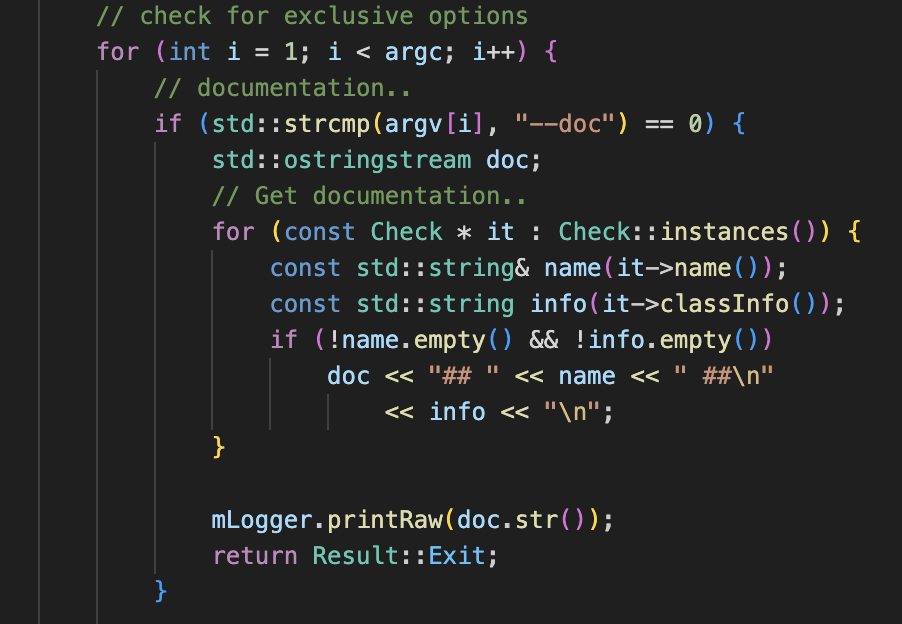 // check for exclusive options
for (int i = 1; i < argc; i++) {
// documentation..
if (std::strcmp(argv[i], "--doc") == 0) {
std::ostringstream doc;
// Get documentation..
for (const Check * it : Check::instances()) {
const std::string& name(it->name());
const std::string info(it->classInfo());
if (!name.empty() && !info.empty())
doc << "## " << name << " ##\n"
<< info << "\n";
}
mLogger.printRaw(doc.str());
return Result::Exit;
}